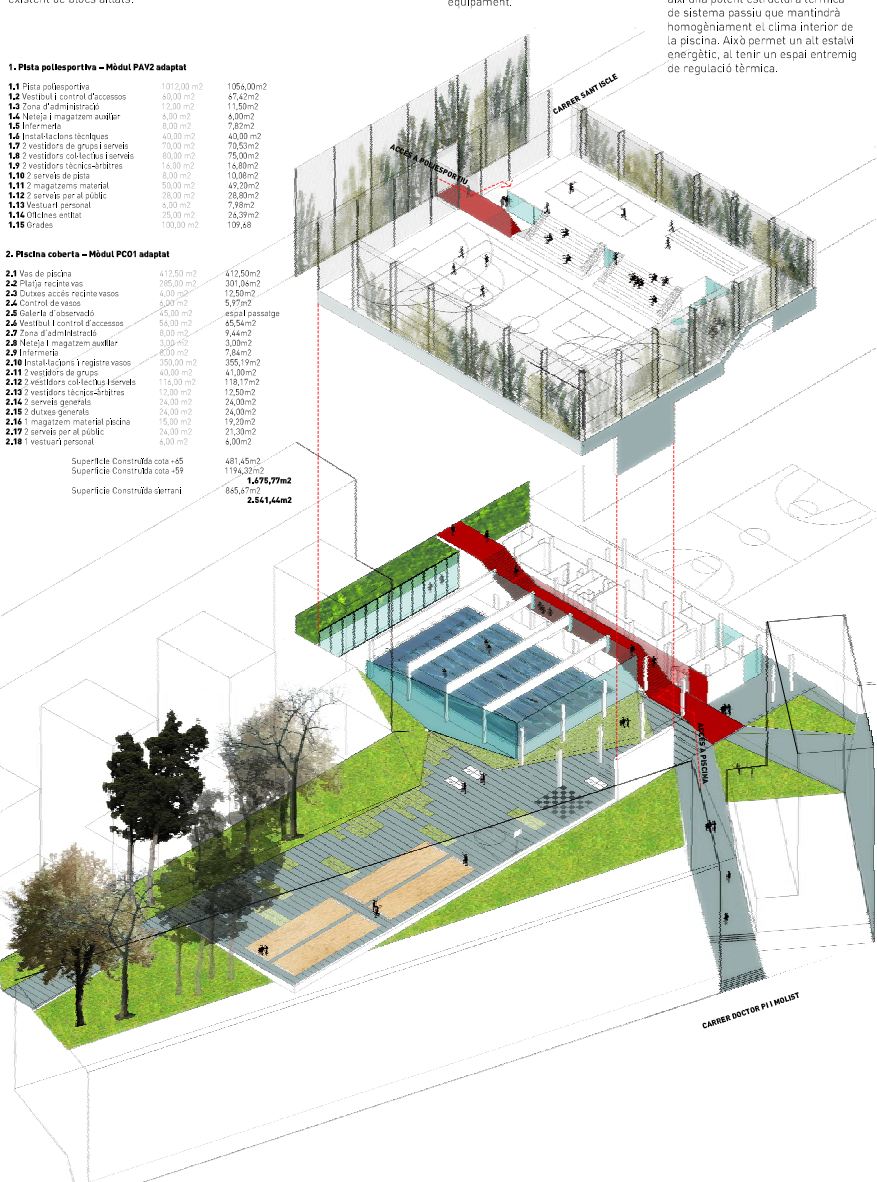 existent de blocs aïllats.
equipament.
així una potent estructura tèrmica
de sistema passiu que mantindrà
homogèniament el clima interior de
la piscina. Això permet un alt estalvi
energètic, al tenir un espai entremig
de regulació tèrmica.
1. Pista poliesportiva – Mòdul PAV2 adaptat
1.1 Pista poliesportiva 1012,00 m2 1056,00m2
1.2 Vestíbul i control d'accessos 60,00 m2 67,42m2
1.3 Zona d'administració 12,00 m2 11,50m2
1.4 Neteja i magatzem auxiliar 6,00 m2 6,00m2
1.5 Infermeria 8,00 m2 7,82m2
1.6 Instal·lacions tècniques 40,00 m2 40,00 m2
1.7 2 vestidors de grups i serveis 70,00 m2 70,53m2
1.8 2 vestidors col·lectius i serveis 80,00 m2 75,00m2
1.9 2 vestidors tècnics-àrbitres 16,00 m2 16,80m2
1.10 2 serveis de pista 8,00 m2 10,08m2
1.11 2 magatzems material 50,00 m2 49,20m2
1.12 2 serveis per al públic 28,00 m2 28,80m2
1.13 Vestuari personal 6,00 m2 7,98m2
1.14 Oficines entitat 25,00 m2 26,39m2
1.15 Grades 100,00 m2 109,68
2. Piscina coberta – Mòdul PCO1 adaptat
2.1 Vas de piscina 412,50 m2 412,50m2
2.2 Platja recinte vas 285,00 m2 301,06m2
2.3 Dutxes accés recinte vasos 4,00 m2 12,50m2
2.4 Control de vasos 6,00 m2 5,97m2
2.5 Galeria d'observació 45,00 m2 espai passatge
2.6 Vestíbul i control d'accessos 56,00 m2 65,54m2
2.7 Zona d'administració 8,00 m2 9,44m2
2.8 Neteja i magatzem auxiliar 3,00 m2 3,00m2
2.9 Infermeria 8,00 m2 7,84m2
2.10 Instal·lacions i registre vasos 350,00 m2 355,19m2
2.11 2 vestidors de grups 40,00 m2 41,00m2
2.12 2 vestidors col·lectius i serveis 116,00 m2 118,17m2
2.13 2 vestidors tècnics-àrbitres 12,00 m2 12,50m2
2.14 2 serveis generals 24,00 m2 24,00m2
2.15 2 dutxes generals 24,00 m2 24,00m2
2.16 1 magatzem material piscina 15,00 m2 19,20m2
2.17 2 serveis per al públic 24,00 m2 21,30m2
2.18 1 vestuari personal 6,00 m2 6,00m2
Superfície Construïda cota +65 481,45m2
Superfície Construïda cota +59 1194,32m2
1.675,77m2
Superfície Construïda s/errani 865,67m2
2.541,44m2
CARRER SANT ISCLE
ACCÉS A POLIESPORTIU
ACCÉS A PISCINA
CARRER DOCTOR PI I MOLIST